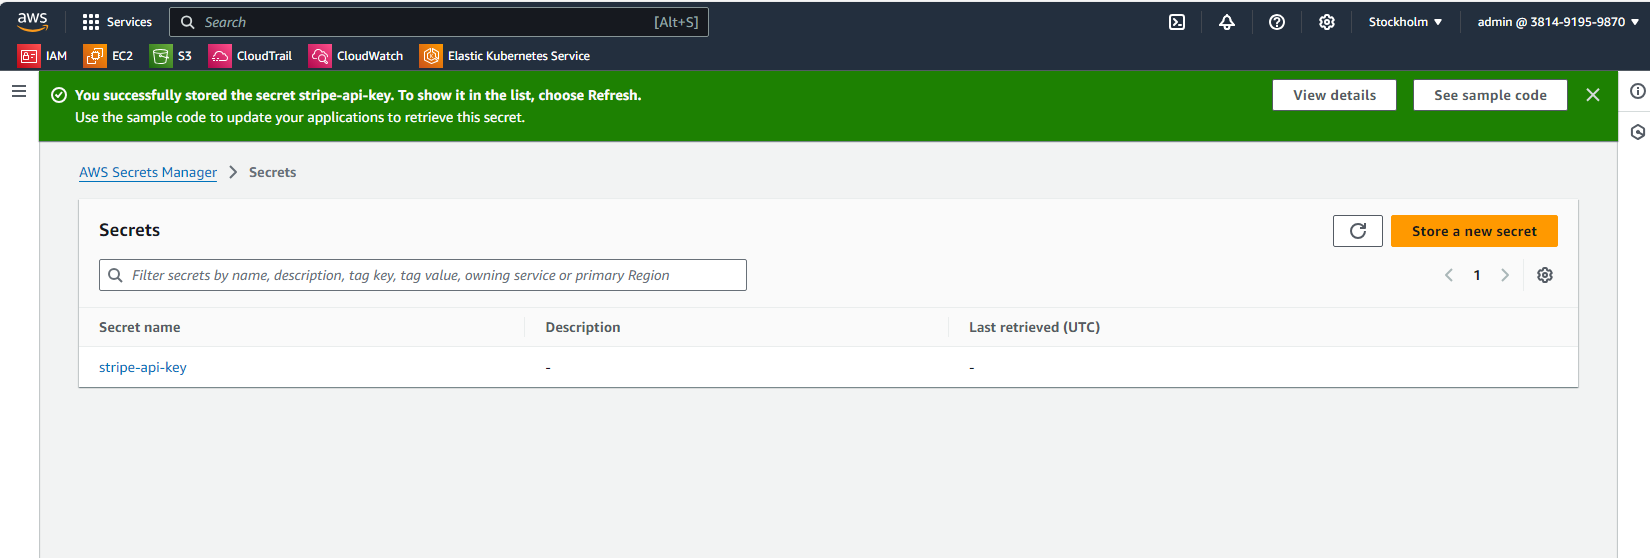 aws Services Search [Alt+S] Stockholm admin @ 3814-9195-9870
IAM EC2 S3 CloudTrail CloudWatch Elastic Kubernetes Service
You successfully stored the secret stripe-api-key. To show it in the list, choose Refresh.
Use the sample code to update your applications to retrieve this secret.
View details See sample code
AWS Secrets Manager Secrets
Secrets
Store a new secret
Filter secrets by name, description, tag key, tag value, owning service or primary Region
1
Secret name Description Last retrieved (UTC)
stripe-api-key - -